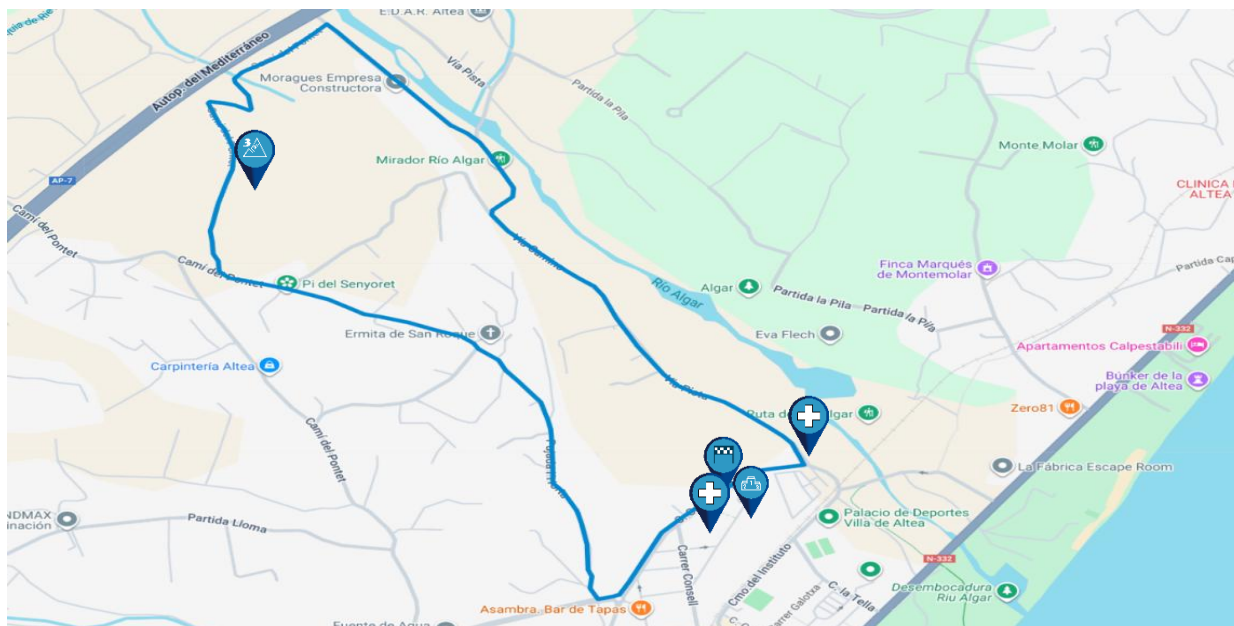 E.D.A.R. Altea
Autop. del Mediterráneo
Moragues Empresa
Constructora
Vía Pista
Partida la Pila
3
Mirador Río Algar
Monte Molar
CLINICA
ALTEA
AP-7
Camí del Pontet
Vía Camino
Camí del Pontet
Pi del Senyoret
Finca Marqués
de Montemolar
Partida Cap
Río Algar
Algar
Partida la Pila - Partida la Pila
Ermita de San Roque
Eva Flech
N-332
Apartamentos Calpestabili
Carpintería Altea
Búnker de la
playa de Altea
Vía Pista
Zero81
Camí del Pontet
La Fábrica Escape Room
NDMAX
inación
Partida Lloma
Palacio de Deportes
Villa de Altea
Carrer Consell
Cmo. del Instituto
N-332
C. la Tella
Desembocadura
Riu Algar
Asambra. Bar de Tapas
Carrer Galotxa
Fuente de Agua